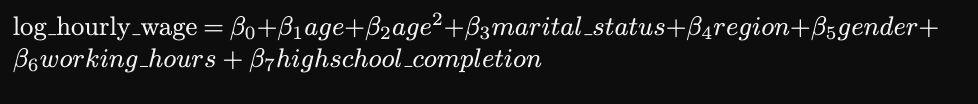 log_hourly_wage = β₀+β₁age+β₂age²+β₃marital_status+β₄region+β₅gender+
β₆working_hours + β₇highschool_completion